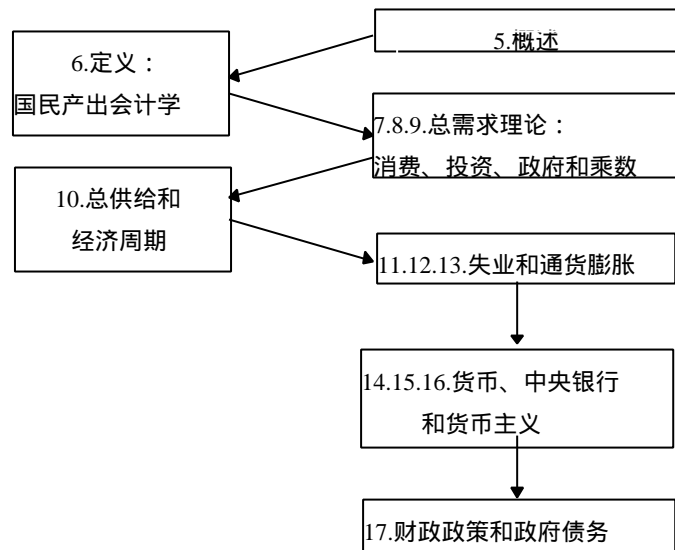 5.概述
6.定义：
国民产出会计学
7.8.9.总需求理论：
消费、投资、政府和乘数
10.总供给和
经济周期
11.12.13.失业和通货膨胀
14.15.16.货币、中央银行
和货币主义
17.财政政策和政府债务